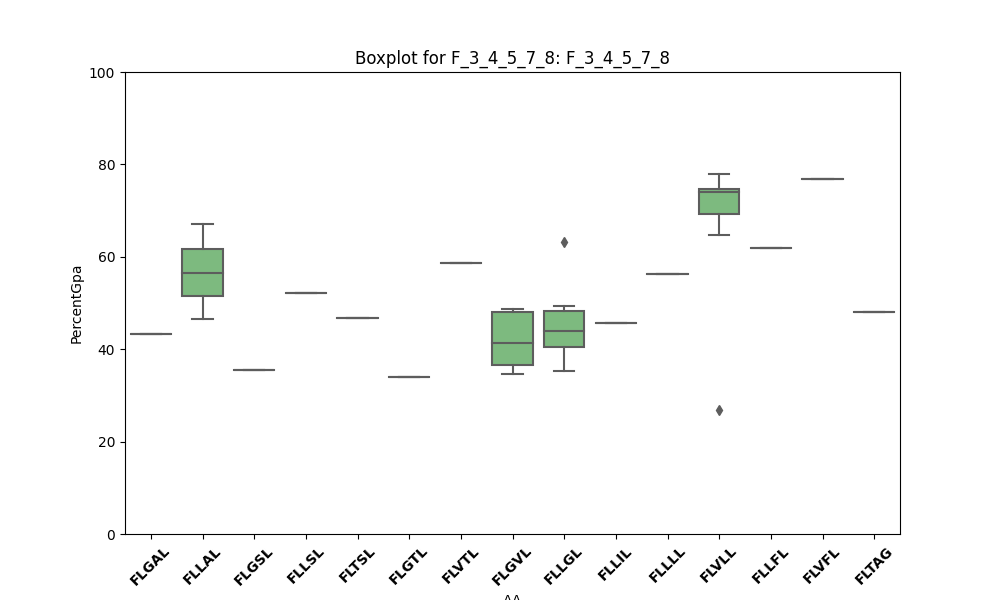 Boxplot for F_3_4_5_7_8: F_3_4_5_7_8
100
80
60
40
20
0
PercentGpa
FLGAL FLLAL FLGSL FLLSL FLTSL FLGTL FLVTL FLGVL FLLGL FLLIL FLLLL FLVLL FLLFL FLVFL FLTAG
AA